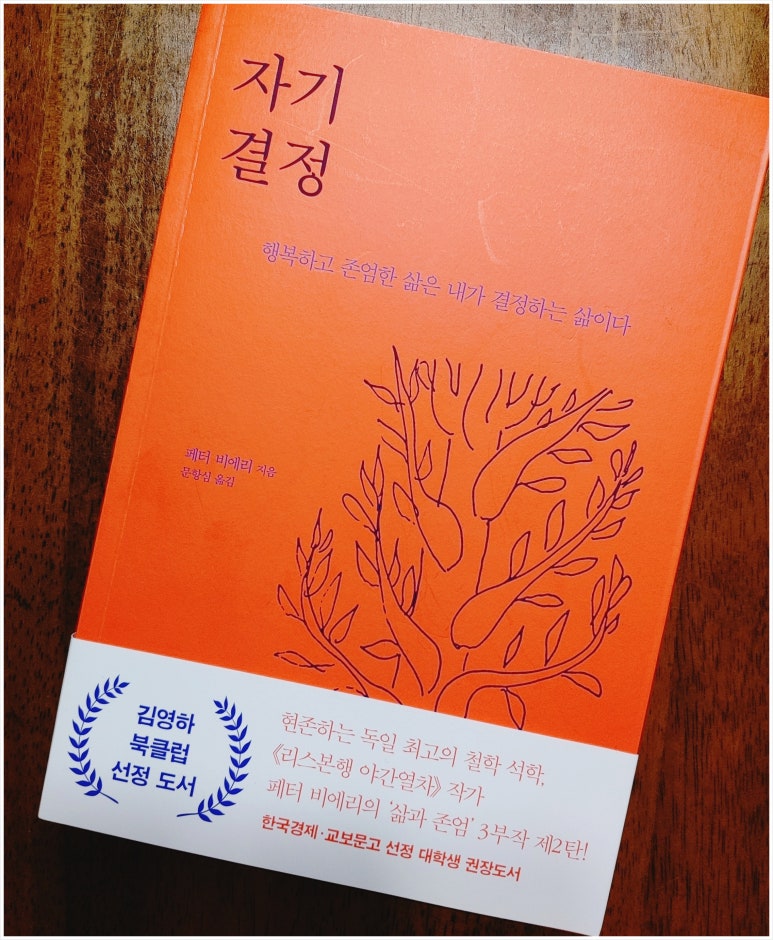 자기
결정
행복하고 존엄한 삶은 내가 결정하는 삶이다
페터 비에리 지음
문항심 옮김
김영하
북클럽
선정 도서
현존하는 독일 최고의 철학 석학,
《리스본행 야간열차》 작가
페터 비에리의 '삶과 존엄' 3부작 제2탄!
한국경제·교보문고 선정 대학생 권장도서